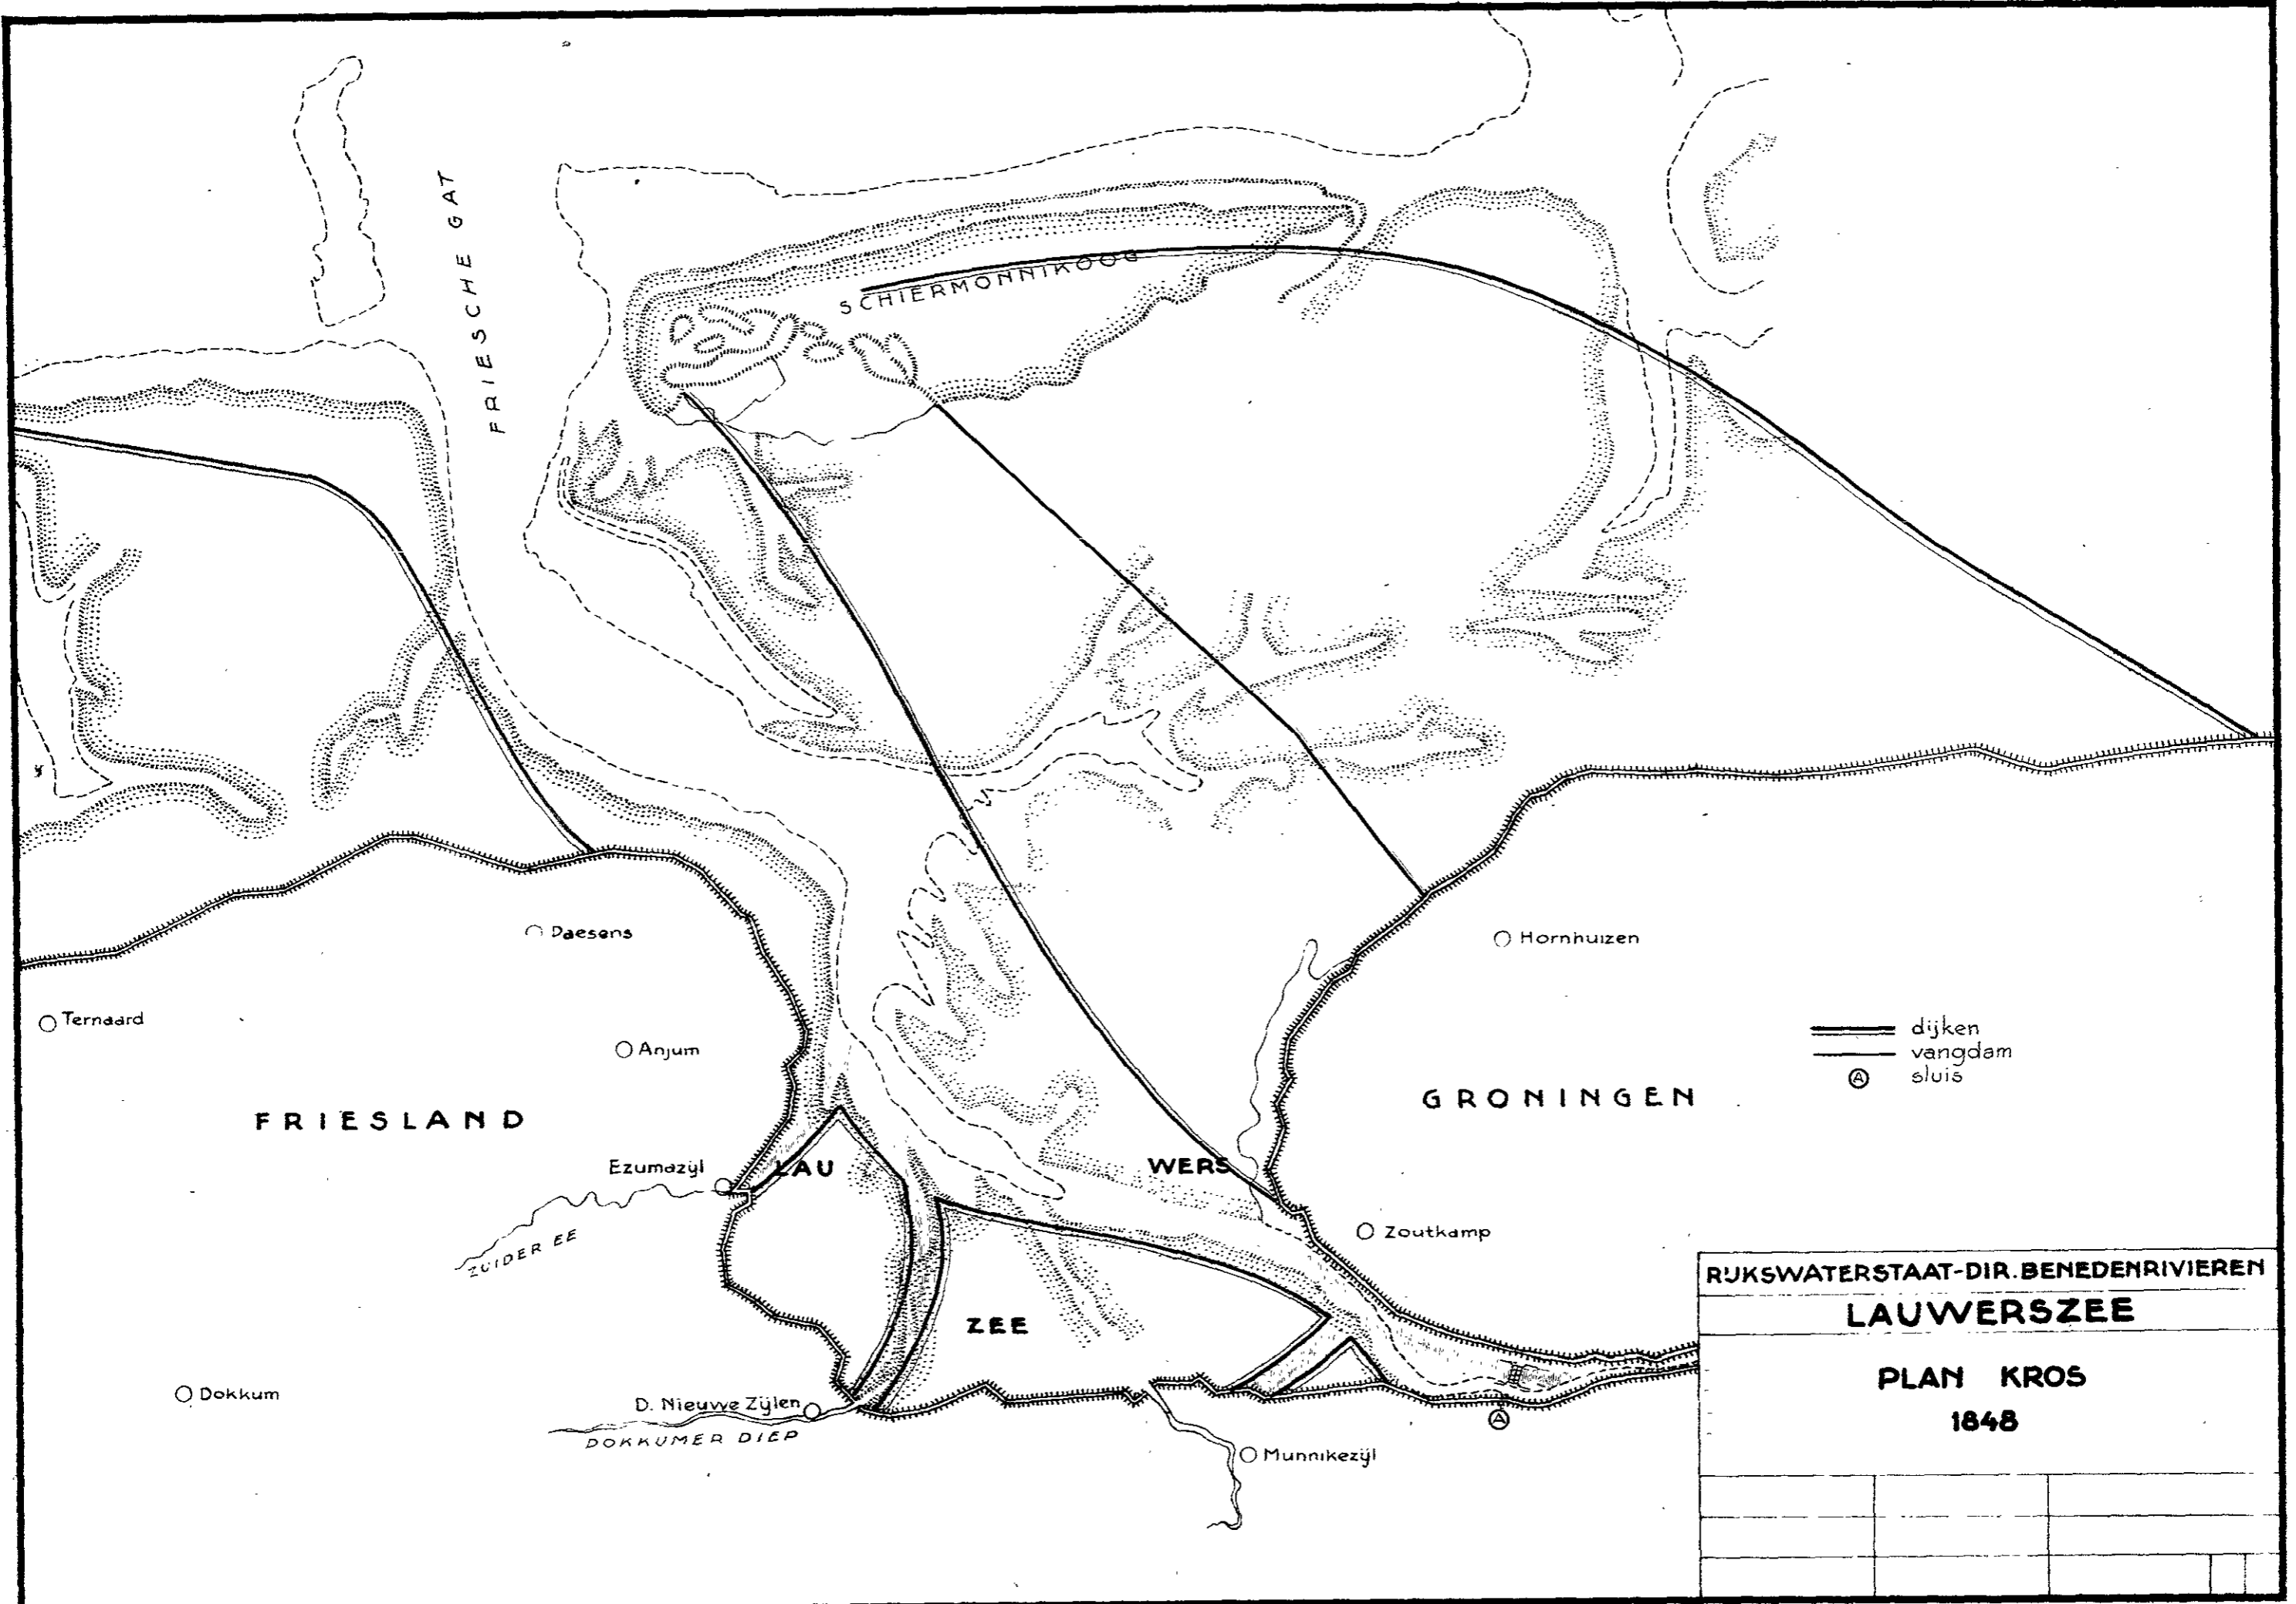 FRIESCHE GAT
SCHIERMONNIKOOG
Daesens
Hornhuizen
Ternaard
Anjum
dijken
vangdam
A sluis
FRIESLAND
GRONINGEN
Ezumazijl
LAU
WERS
ZUIDER EE
Zoutkamp
ZEE
Dokkum
D. Nieuwe Zijlen
DOKKUMER DIEP
A
Munnikezijl
RIJKSWATERSTAAT-DIR. BENEDENRIVIEREN
LAUWERSZEE
PLAN KROS
1848